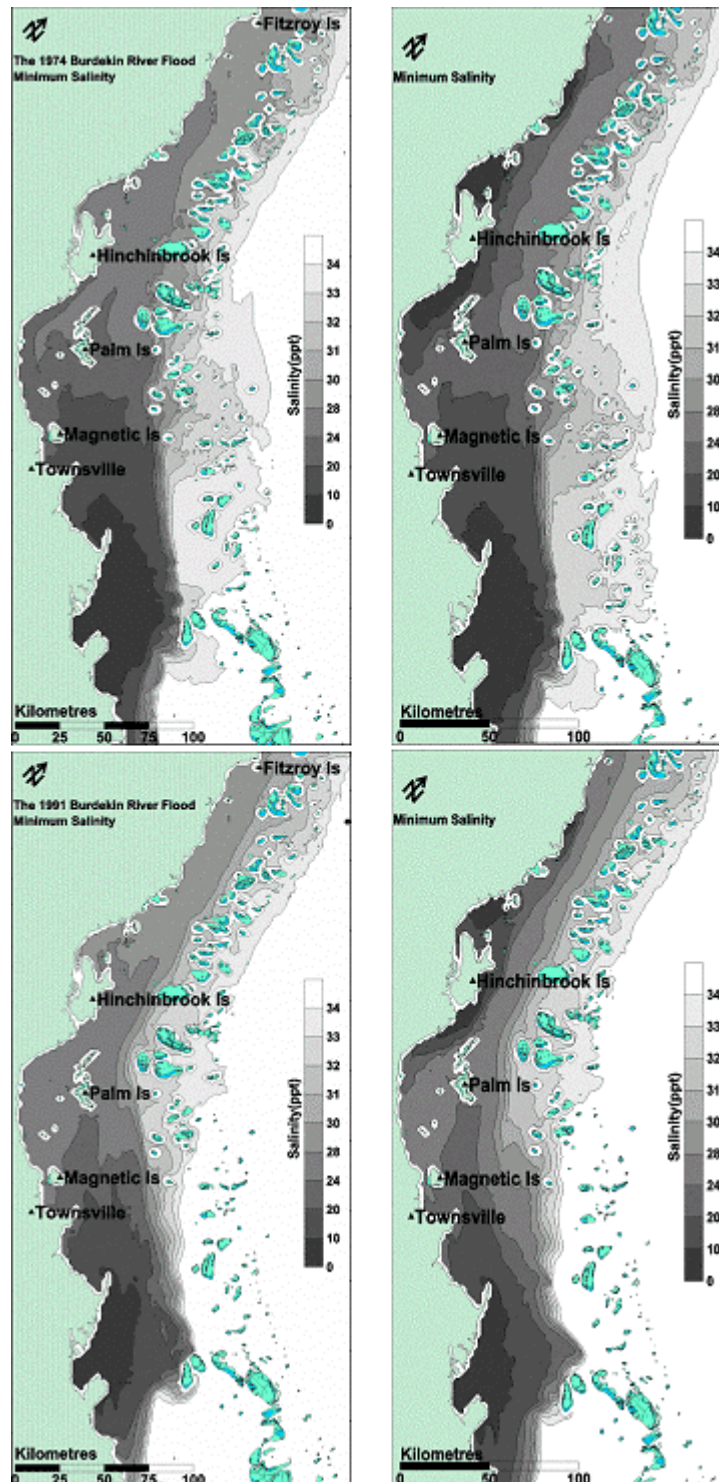 Fitzroy Is
The 1974 Burdekin River Flood
Minimum Salinity
Hinchinbrook Is
Palm Is
Magnetic Is
Townsville
Salinity(ppt)
34
33
32
30
28
24
20
10
0
Kilometres
0 25 50 75 100
Minimum Salinity
Hinchinbrook Is
Palm Is
Magnetic Is
Townsville
Salinity(ppt)
34
33
32
30
28
24
20
10
0
Kilometres
0 50 100
Fitzroy Is
The 1991 Burdekin River Flood
Minimum Salinity
Hinchinbrook Is
Palm Is
Magnetic Is
Townsville
Salinity(ppt)
34
33
32
30
28
24
20
10
0
Kilometres
0 25 50 75 100
Minimum Salinity
Hinchinbrook Is
Palm Is
Magnetic Is
Townsville
Salinity(ppt)
34
33
32
30
28
24
20
10
0
Kilometres
0 50 100